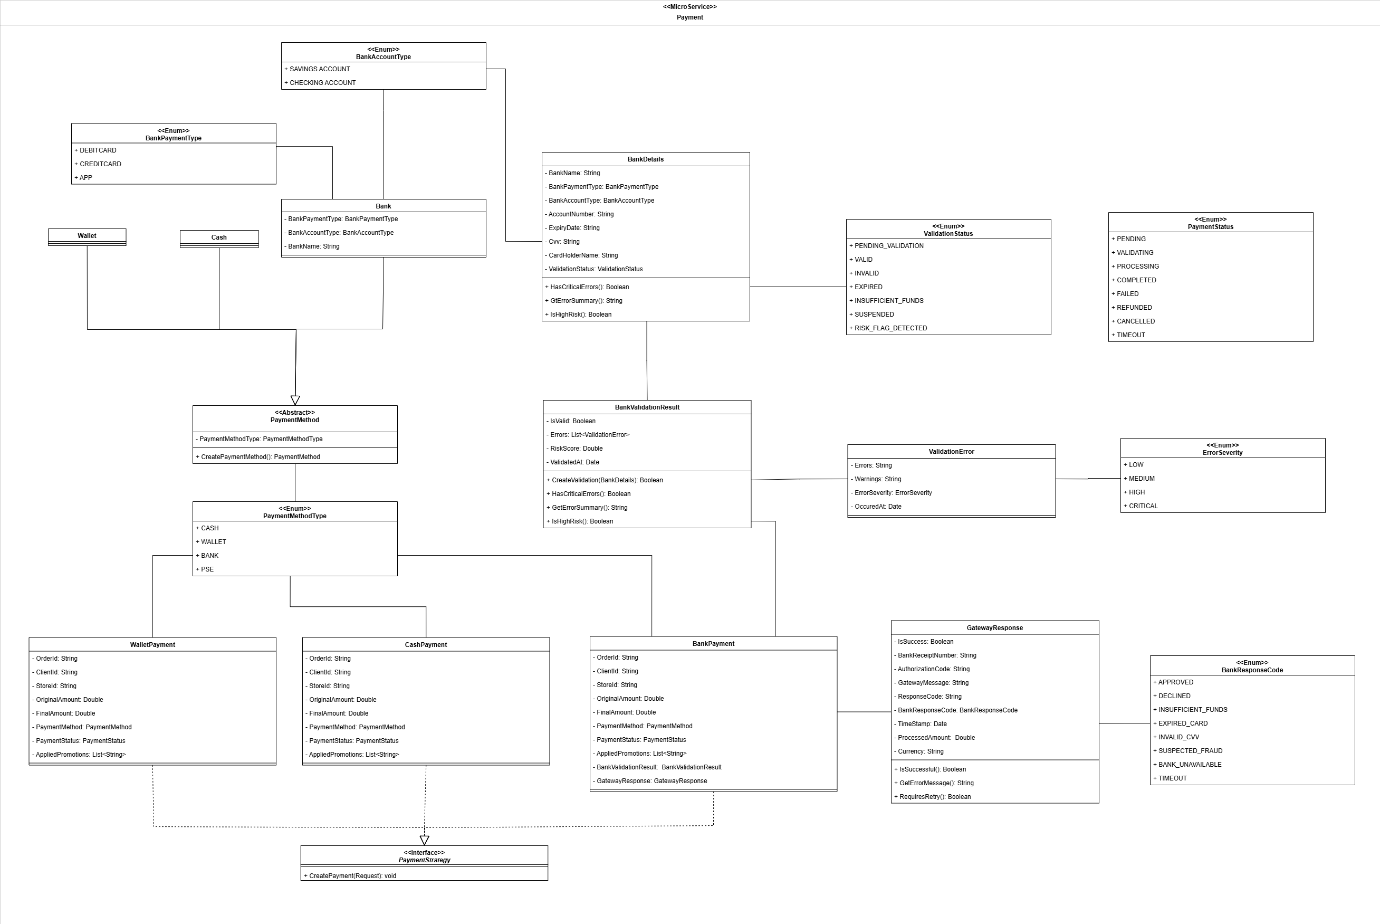 <<MicroService>>
Payment
<<Enum>>
BankAccountType
+ SAVINGS ACCOUNT
+ CHECKING ACCOUNT
<<Enum>>
BankPaymentType
+ DEBITCARD
+ CREDITCARD
+ APP
Bank
- BankPaymentType: BankPaymentType
- BankAccountType: BankAccountType
- BankName: String
Wallet
Cash
BankDetails
- BankName: String
- BankPaymentType: BankPaymentType
- BankAccountType: BankAccountType
- AccountNumber: String
- ExpiryDate: String
- Cvv: String
- CardHolderName: String
- ValidationStatus: ValidationStatus
+ HasCriticalErrors(): Boolean
+ GtErrorSummary(): String
+ IsHighRisk(): Boolean
<<Enum>>
ValidationStatus
+ PENDING_VALIDATION
+ VALID
+ INVALID
+ EXPIRED
+ INSUFFICIENT_FUNDS
+ SUSPENDED
+ RISK_FLAG_DETECTED
<<Enum>>
PaymentStatus
+ PENDING
+ VALIDATING
+ PROCESSING
+ COMPLETED
+ FAILED
+ REFUNDED
+ CANCELLED
+ TIMEOUT
<<Abstract>>
PaymentMethod
- PaymentMethodType: PaymentMethodType
+ CreatePaymentMethod(): PaymentMethod
<<Enum>>
PaymentMethodType
+ CASH
+ WALLET
+ BANK
+ PSE
BankValidationResult
- IsValid: Boolean
- Errors: List<ValidationError>
- RiskScore: Double
- ValidatedAt: Date
+ CreateValidation(BankDetails): Boolean
+ HasCriticalErrors(): Boolean
+ GetErrorSummary(): String
+ IsHighRisk(): Boolean
ValidationError
- Errors: String
- Warnings: String
- ErrorSeverity: ErrorSeverity
- OccuredAt: Date
<<Enum>>
ErrorSeverity
+ LOW
+ MEDIUM
+ HIGH
+ CRITICAL
WalletPayment
- OrderId: String
- ClientId: String
- StoreId: String
- OriginalAmount: Double
- FinalAmount: Double
- PaymentMethod: PaymentMethod
- PaymentStatus: PaymentStatus
- AppliedPromotions: List<String>
CashPayment
- OrderId: String
- ClientId: String
- StoreId: String
- OriginalAmount: Double
- FinalAmount: Double
- PaymentMethod: PaymentMethod
- PaymentStatus: PaymentStatus
- AppliedPromotions: List<String>
BankPayment
- OrderId: String
- ClientId: String
- StoreId: String
- OriginalAmount: Double
- FinalAmount: Double
- PaymentMethod: PaymentMethod
- PaymentStatus: PaymentStatus
- AppliedPromotions: List<String>
- BankValidationResult: BankValidationResult
- GatewayResponse: GatewayResponse
GatewayResponse
- IsSuccess: Boolean
- BankReceiptNumber: String
- AuthorizationCode: String
- GatewayMessage: String
- ResponseCode: String
- BankResponseCode: BankResponseCode
- TimeStamp: Date
- ProcessedAmount: Double
- Currency: String
+ IsSuccessful(): Boolean
+ GetErrorMessage(): String
+ RequiresRetry(): Boolean
<<Enum>>
BankResponseCode
+ APPROVED
+ DECLINED
+ INSUFFICIENT_FUNDS
+ EXPIRED_CARD
+ INVALID_CVV
+ SUSPECTED_FRAUD
+ BANK_UNAVAILABLE
+ TIMEOUT
<<Interface>>
PaymentStrategy
+ CreatePayment(Request): void